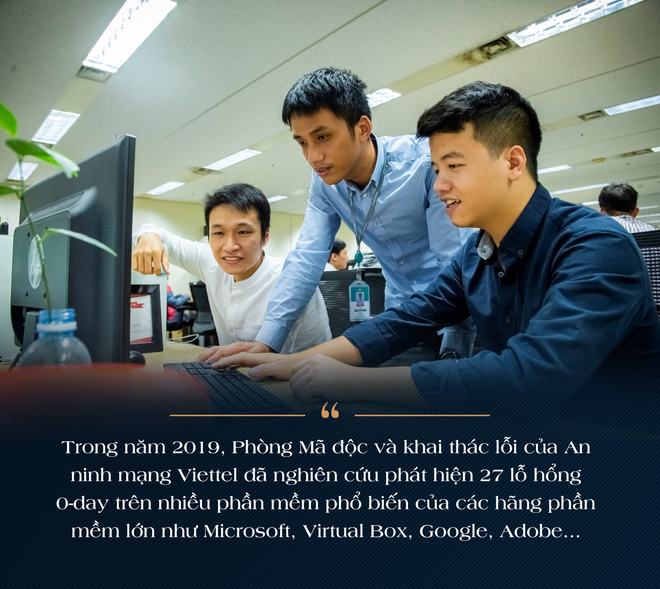 Trong năm 2019, Phòng Mã độc và khai thác lỗi của An
ninh mạng Viettel đã nghiên cứu phát hiện 27 lỗ hổng
0-day trên nhiều phần mềm phổ biến của các hãng phần
mềm lớn như Microsoft, Virtual Box, Google, Adobe...